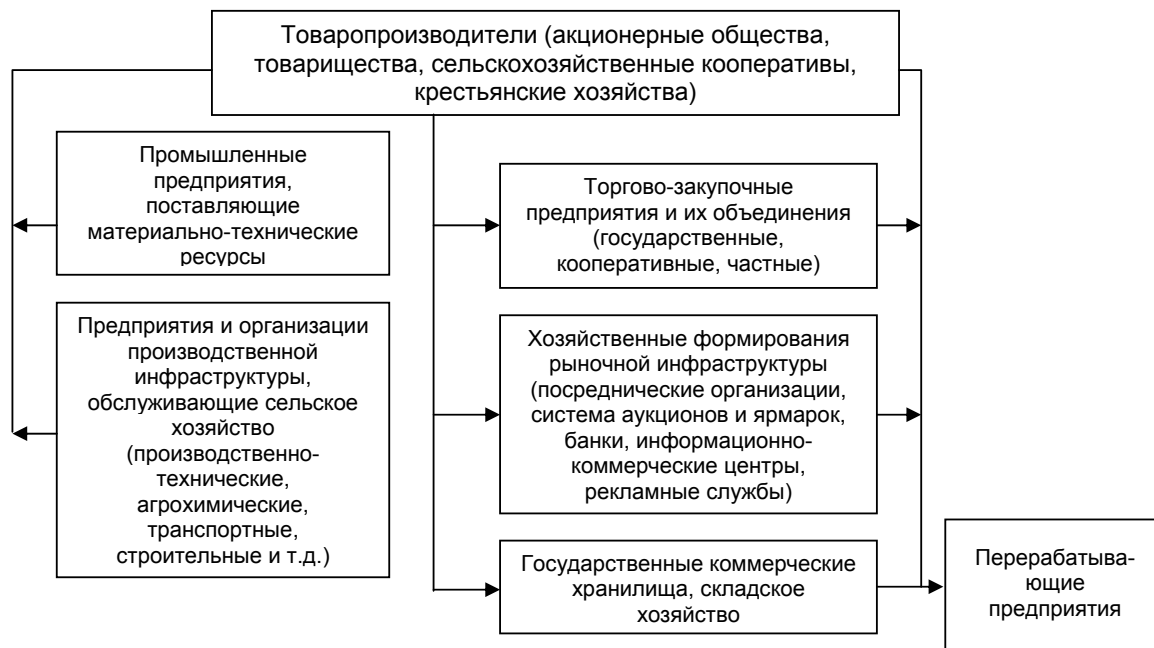 Товаропроизводители (акционерные общества,
товарищества, сельскохозяйственные кооперативы,
крестьянские хозяйства)
Промышленные
предприятия,
поставляющие
материально-технические
ресурсы
Предприятия и организации
производственной
инфраструктуры,
обслуживающие сельское
хозяйство
(производственно-
технические,
агрохимические,
транспортные,
строительные и т.д.)
Торгово-закупочные
предприятия и их объединения
(государственные,
кооперативные, частные)
Хозяйственные формирования
рыночной инфраструктуры
(посреднические организации,
система аукционов и ярмарок,
банки, информационно-
коммерческие центры,
рекламные службы)
Государственные коммерческие
хранилища, складское
хозяйство
Перерабатыва-
ющие
предприятия